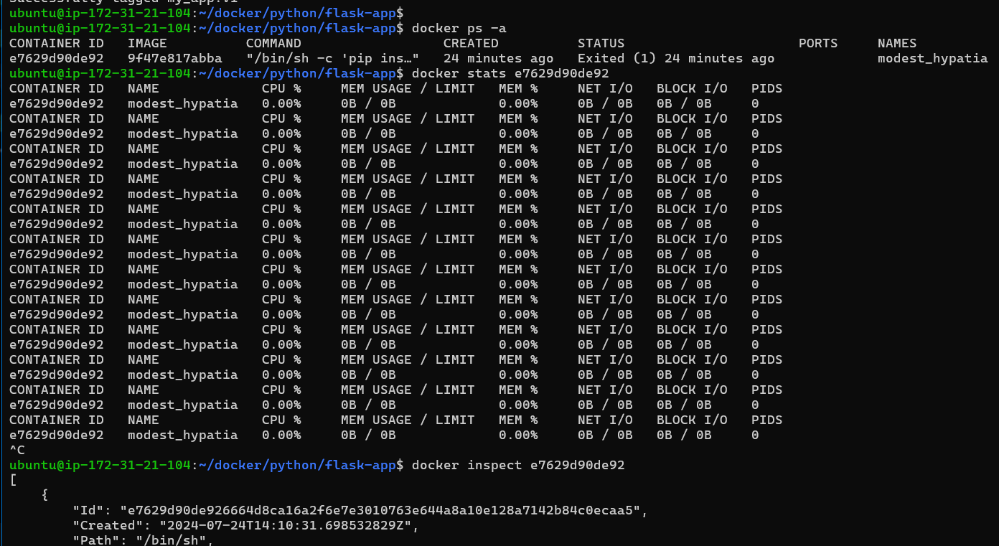 Successfully tagged my_app:v1
ubuntu@ip-172-31-21-104:~/docker/python/flask-app$
ubuntu@ip-172-31-21-104:~/docker/python/flask-app$ docker ps -a
CONTAINER ID   IMAGE          COMMAND                  CREATED          STATUS                      PORTS     NAMES
e7629d90de92   9f47e817abba   "/bin/sh -c 'pip ins…"   24 minutes ago   Exited (1) 24 minutes ago             modest_hypatia
ubuntu@ip-172-31-21-104:~/docker/python/flask-app$ docker stats e7629d90de92
CONTAINER ID   NAME             CPU %     MEM USAGE / LIMIT   MEM %     NET I/O   BLOCK I/O   PIDS
e7629d90de92   modest_hypatia   0.00%     0B / 0B             0.00%     0B / 0B   0B / 0B     0
CONTAINER ID   NAME             CPU %     MEM USAGE / LIMIT   MEM %     NET I/O   BLOCK I/O   PIDS
e7629d90de92   modest_hypatia   0.00%     0B / 0B             0.00%     0B / 0B   0B / 0B     0
CONTAINER ID   NAME             CPU %     MEM USAGE / LIMIT   MEM %     NET I/O   BLOCK I/O   PIDS
e7629d90de92   modest_hypatia   0.00%     0B / 0B             0.00%     0B / 0B   0B / 0B     0
CONTAINER ID   NAME             CPU %     MEM USAGE / LIMIT   MEM %     NET I/O   BLOCK I/O   PIDS
e7629d90de92   modest_hypatia   0.00%     0B / 0B             0.00%     0B / 0B   0B / 0B     0
CONTAINER ID   NAME             CPU %     MEM USAGE / LIMIT   MEM %     NET I/O   BLOCK I/O   PIDS
e7629d90de92   modest_hypatia   0.00%     0B / 0B             0.00%     0B / 0B   0B / 0B     0
CONTAINER ID   NAME             CPU %     MEM USAGE / LIMIT   MEM %     NET I/O   BLOCK I/O   PIDS
e7629d90de92   modest_hypatia   0.00%     0B / 0B             0.00%     0B / 0B   0B / 0B     0
CONTAINER ID   NAME             CPU %     MEM USAGE / LIMIT   MEM %     NET I/O   BLOCK I/O   PIDS
e7629d90de92   modest_hypatia   0.00%     0B / 0B             0.00%     0B / 0B   0B / 0B     0
CONTAINER ID   NAME             CPU %     MEM USAGE / LIMIT   MEM %     NET I/O   BLOCK I/O   PIDS
e7629d90de92   modest_hypatia   0.00%     0B / 0B             0.00%     0B / 0B   0B / 0B     0
CONTAINER ID   NAME             CPU %     MEM USAGE / LIMIT   MEM %     NET I/O   BLOCK I/O   PIDS
e7629d90de92   modest_hypatia   0.00%     0B / 0B             0.00%     0B / 0B   0B / 0B     0
CONTAINER ID   NAME             CPU %     MEM USAGE / LIMIT   MEM %     NET I/O   BLOCK I/O   PIDS
e7629d90de92   modest_hypatia   0.00%     0B / 0B             0.00%     0B / 0B   0B / 0B     0
CONTAINER ID   NAME             CPU %     MEM USAGE / LIMIT   MEM %     NET I/O   BLOCK I/O   PIDS
e7629d90de92   modest_hypatia   0.00%     0B / 0B             0.00%     0B / 0B   0B / 0B     0
CONTAINER ID   NAME             CPU %     MEM USAGE / LIMIT   MEM %     NET I/O   BLOCK I/O   PIDS
e7629d90de92   modest_hypatia   0.00%     0B / 0B             0.00%     0B / 0B   0B / 0B     0
^C
ubuntu@ip-172-31-21-104:~/docker/python/flask-app$ docker inspect e7629d90de92
[
    {
        "Id": "e7629d90de926664d8ca16a2f6e7e3010763e644a8a10e128a7142b84c0ecaa5",
        "Created": "2024-07-24T14:10:31.698532829Z",
        "Path": "/bin/sh",